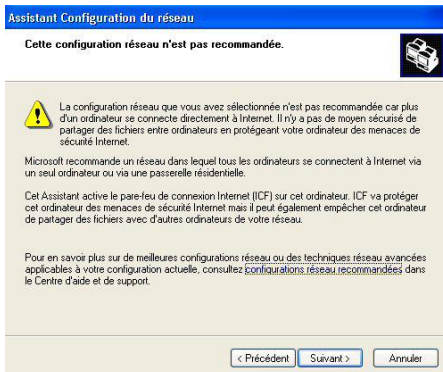 Assistant Configuration du réseau
Cette configuration réseau n'est pas recommandée.
La configuration réseau que vous avez sélectionnée n'est pas recommandée car plus
d'un ordinateur se connecte directement à Internet. Il n'y a pas de moyen sécurisé de
partager des fichiers entre ordinateurs en protégeant votre ordinateur des menaces de
sécurité Internet.
Microsoft recommande un réseau dans lequel tous les ordinateurs se connectent à Internet via
un seul ordinateur ou via une passerelle résidentielle.
Cet Assistant active le pare-feu de connexion Internet (ICF) sur cet ordinateur. ICF va protéger
cet ordinateur des menaces de sécurité Internet mais il peut également empêcher cet ordinateur
de partager des fichiers avec d'autres ordinateurs de votre réseau.
Pour en savoir plus sur de meilleures configurations réseau ou des techniques réseau avancées
applicables à votre configuration actuelle, consultez configurations réseau recommandées dans
le Centre d'aide et de support.
< Précédent Suivant > Annuler